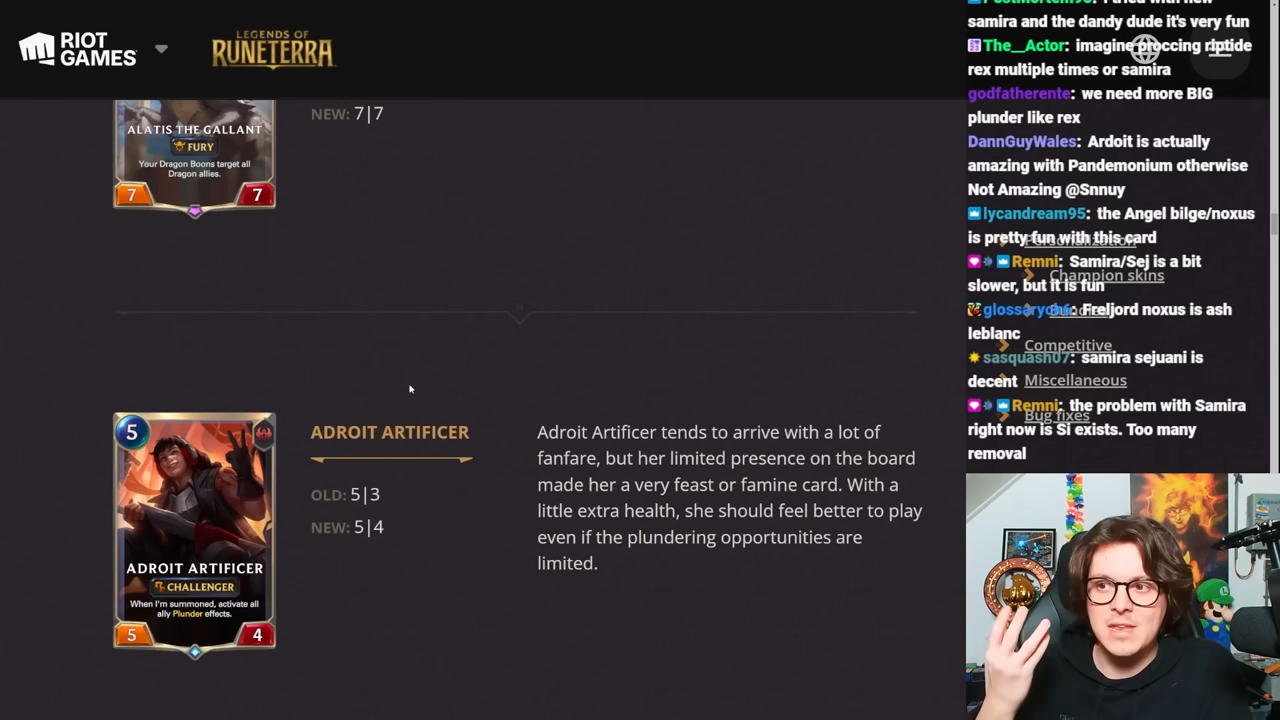 RIOT
GAMES
LEGENDS OF
RUNETERRA
NEW: 7|7
ALATIS THE GALLANT
FURY
Your Dragon Boons target all
Dragon allies.
7
7
5
ADROIT ARTIFICER
CHALLENGER
When I'm summoned, activate all
ally Plunder effects.
5
4
ADROIT ARTIFICER
OLD: 5|3
NEW: 5|4
Adroit Artificer tends to arrive with a lot of
fanfare, but her limited presence on the board
made her a very feast or famine card. With a
little extra health, she should feel better to play
even if the plundering opportunities are
limited.
samira and the dandy dude it's very fun
The__Actor: imagine proccing riptide
rex multiple times or samira
godfatherente: we need more BIG
plunder like rex
DannGuyWales: Ardoit is actually
amazing with Pandemonium otherwise
Not Amazing @Snnuy
lycandream95: the Angel bilge/noxus
is pretty fun with this card
Personalization
Remni: Samira/Sej is a bit
Champion skins
slower, but it is fun
Freljord noxus is ash
leblanc
Competitive
sasquash07: samira sejuani is
decent
Miscellaneous
Remni: the problem with Samira
Bug fixes
right now is Si exists. Too many
removal